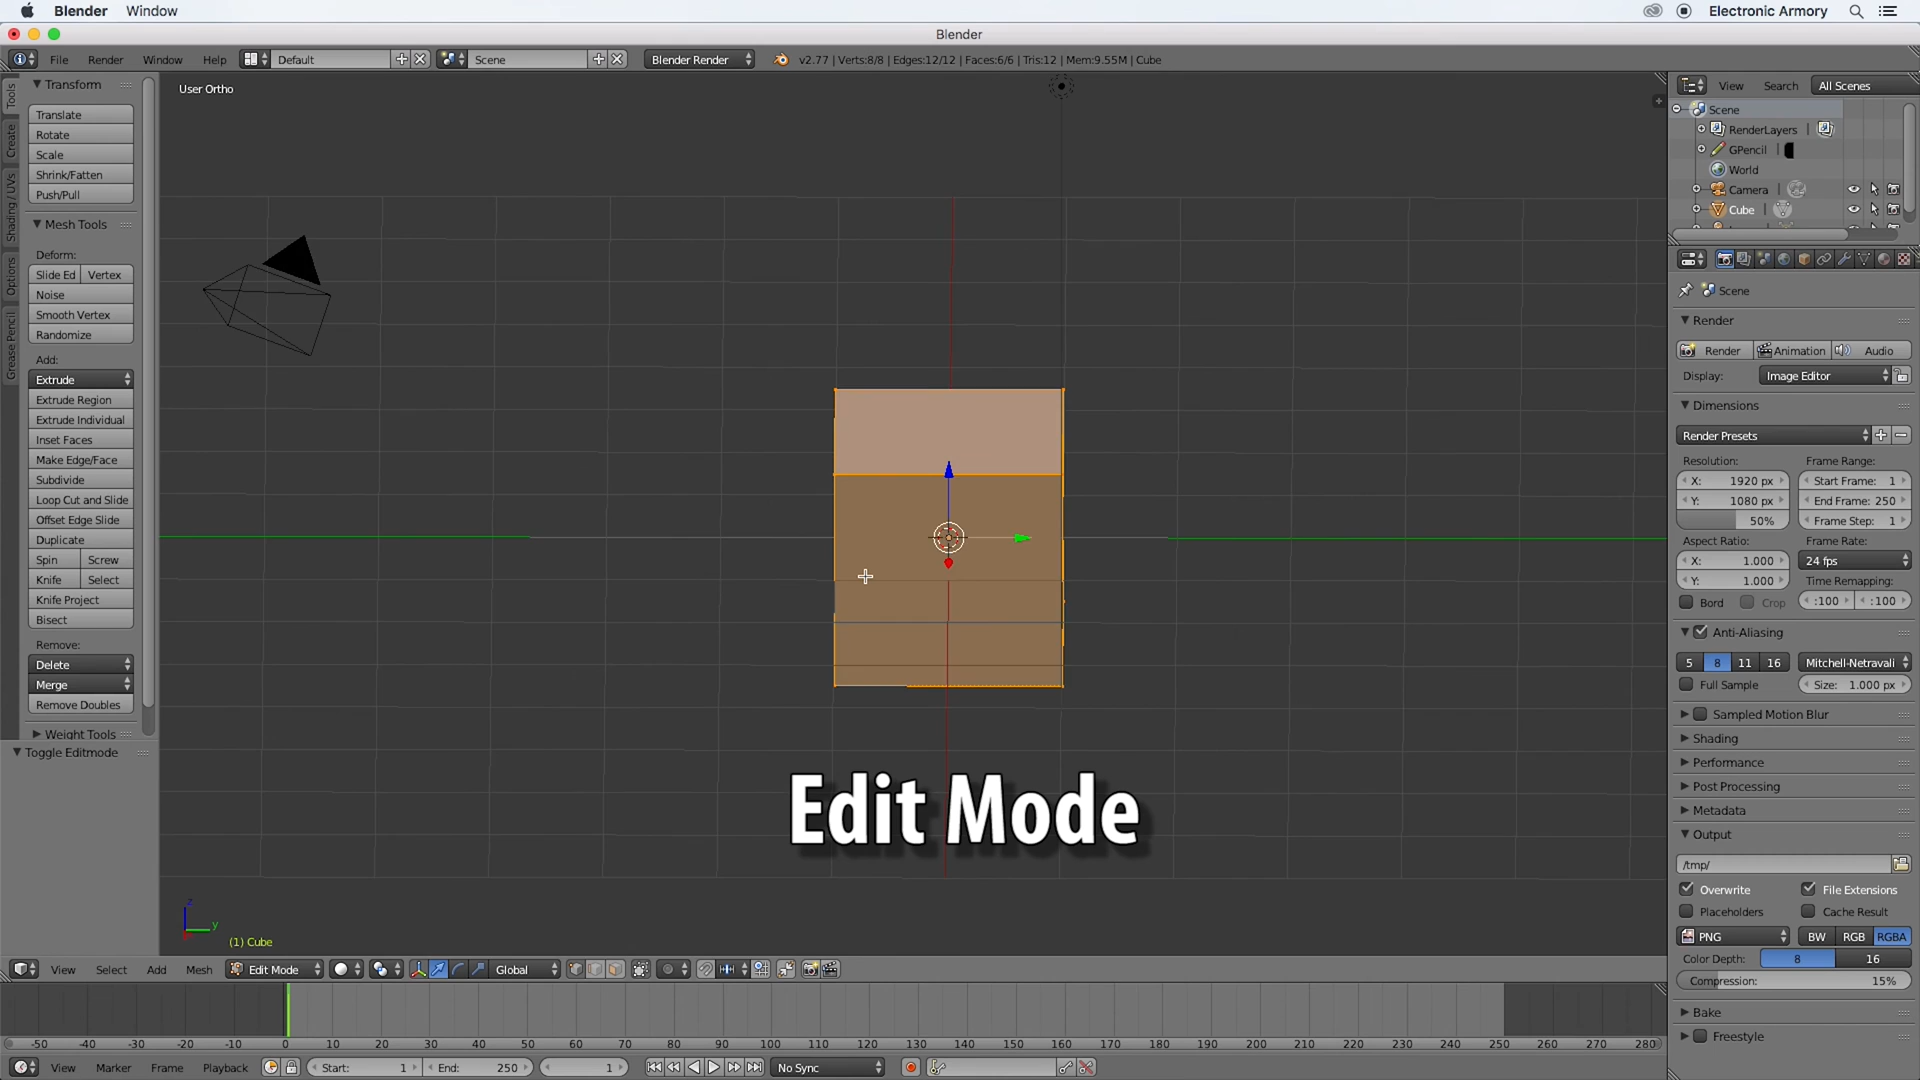 Blender Window Electronic Armory
Blender
File Render Window Help Default Scene Blender Render v2.77 | Verts:8/8 | Edges:12/12 | Faces:6/6 | Tris:12 | Mem:9.55M | Cube
Tools
Create
Shading / UVs
Options
Grease Pencil
Transform
Translate
Rotate
Scale
Shrink/Fatten
Push/Pull
Mesh Tools
Deform:
Slide Ed Vertex
Noise
Smooth Vertex
Randomize
Add:
Extrude
Extrude Region
Extrude Individual
Inset Faces
Make Edge/Face
Subdivide
Loop Cut and Slide
Offset Edge Slide
Duplicate
Spin Screw
Knife Select
Knife Project
Bisect
Remove:
Delete
Merge
Remove Doubles
Weight Tools
Toggle Editmode
User Ortho
Edit Mode
z
y
(1) Cube
View Select Add Mesh Edit Mode Global
-50 -40 -30 -20 -10 0 10 20 30 40 50 60 70 80 90 100 110 120 130 140 150 160 170 180 190 200 210 220 230 240 250 260 270 280
View Marker Frame Playback Start: 1 End: 250 1 No Sync
View Search All Scenes
Scene
RenderLayers
GPencil
World
Camera
Cube
Scene
Render
Render Animation Audio
Display: Image Editor
Dimensions
Render Presets
Resolution: Frame Range:
X: 1920 px Start Frame: 1
Y: 1080 px End Frame: 250
50% Frame Step: 1
Aspect Ratio: Frame Rate:
X: 1.000 24 fps
Y: 1.000 Time Remapping:
Bord Crop :100 :100
Anti-Aliasing
5 8 11 16 Mitchell-Netravali
Full Sample Size: 1.000 px
Sampled Motion Blur
Shading
Performance
Post Processing
Metadata
Output
/tmp/
Overwrite File Extensions
Placeholders Cache Result
PNG BW RGB RGBA
Color Depth: 8 16
Compression: 15%
Bake
Freestyle